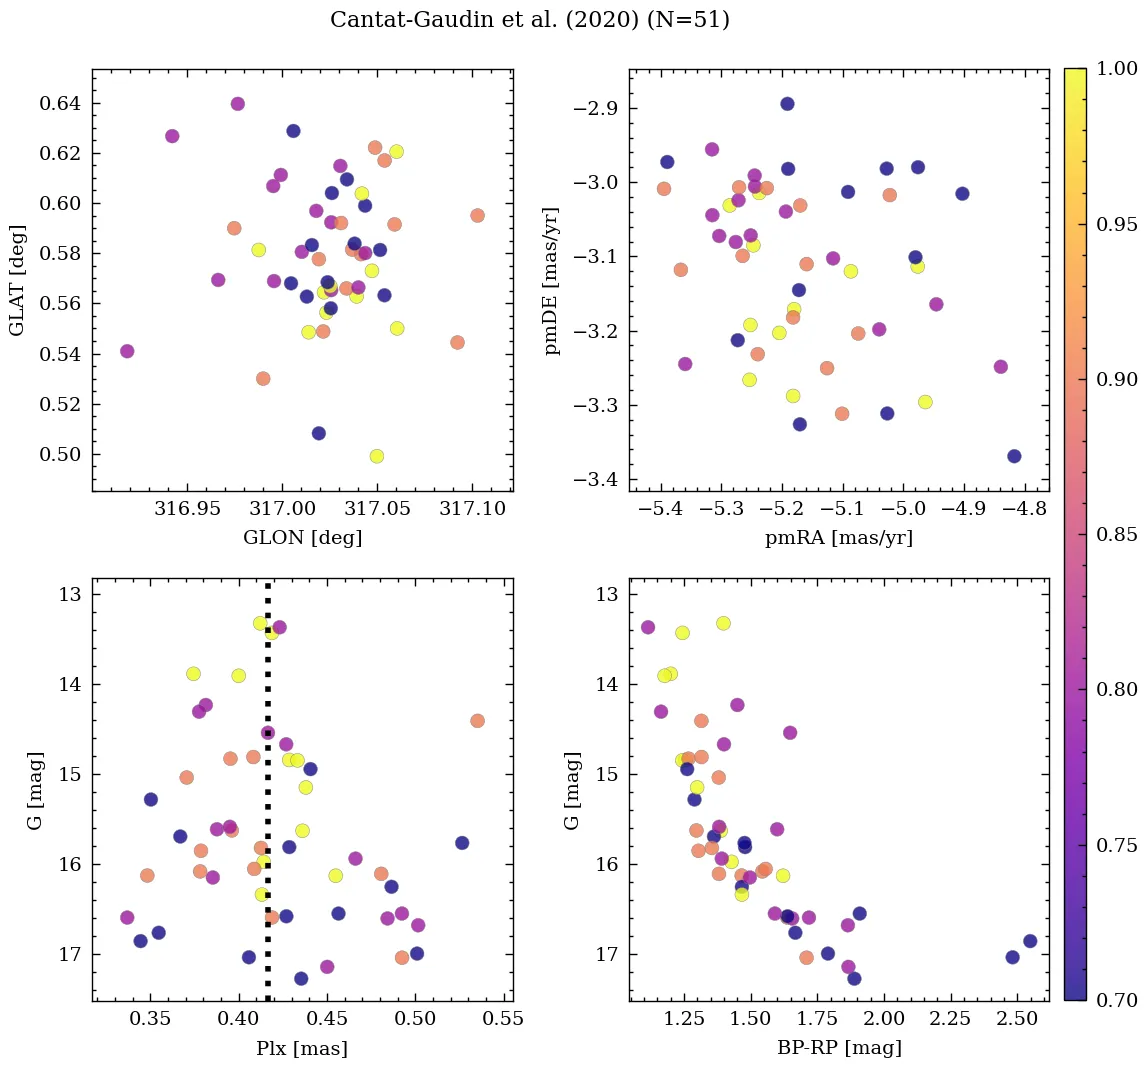 Cantat-Gaudin et al. (2020) (N=51)
0.64
0.62
0.60
0.58
0.56
0.54
0.52
0.50
GLAT [deg]
316.95 317.00 317.05 317.10
GLON [deg]
−2.9
−3.0
−3.1
−3.2
−3.3
−3.4
pmDE [mas/yr]
−5.4 −5.3 −5.2 −5.1 −5.0 −4.9 −4.8
pmRA [mas/yr]
13
14
15
16
17
G [mag]
0.35 0.40 0.45 0.50 0.55
Plx [mas]
13
14
15
16
17
G [mag]
1.25 1.50 1.75 2.00 2.25 2.50
BP-RP [mag]
1.00
0.95
0.90
0.85
0.80
0.75
0.70